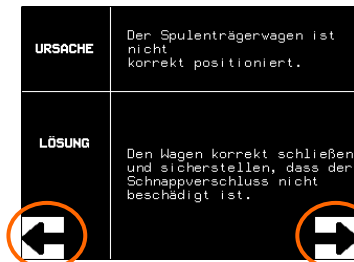 URSACHE
Der Spulenträgerwagen ist
nicht
korrekt positioniert.
LÖSUNG
Den Wagen korrekt schließen
und sicherstellen, dass der
Schnappverschluss nicht
beschädigt ist.